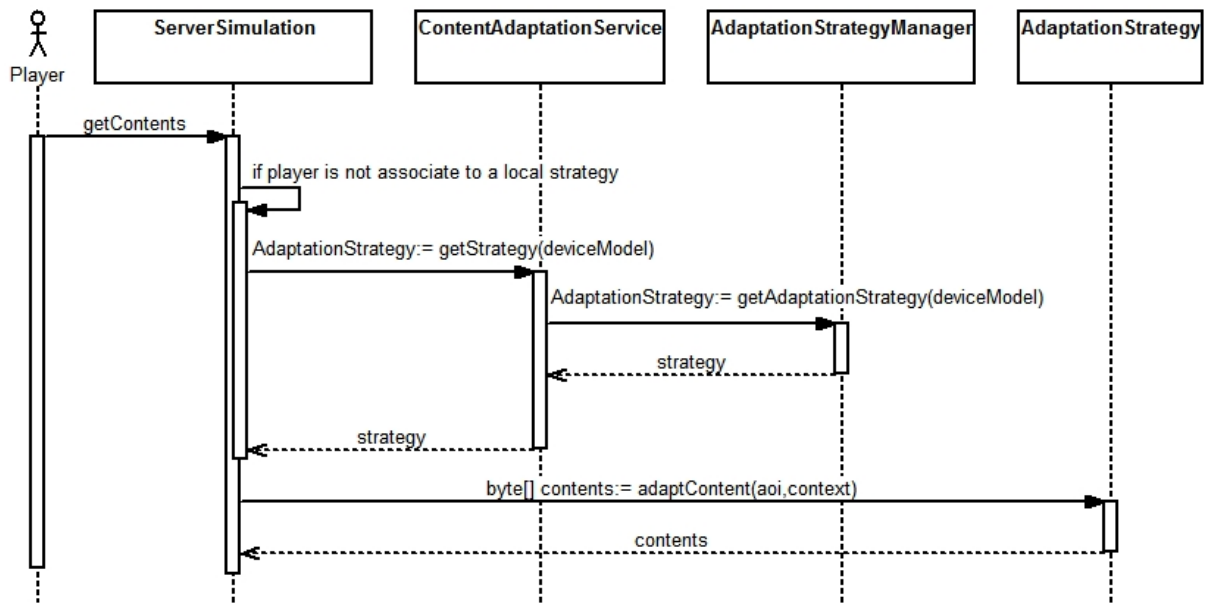 ServerSimulation
ContentAdaptationService
AdaptationStrategyManager
AdaptationStrategy
Player
getContents
if player is not associate to a local strategy
AdaptationStrategy:= getStrategy(deviceModel)
AdaptationStrategy:= getAdaptationStrategy(deviceModel)
strategy
strategy
byte[] contents:= adaptContent(aoi,context)
contents